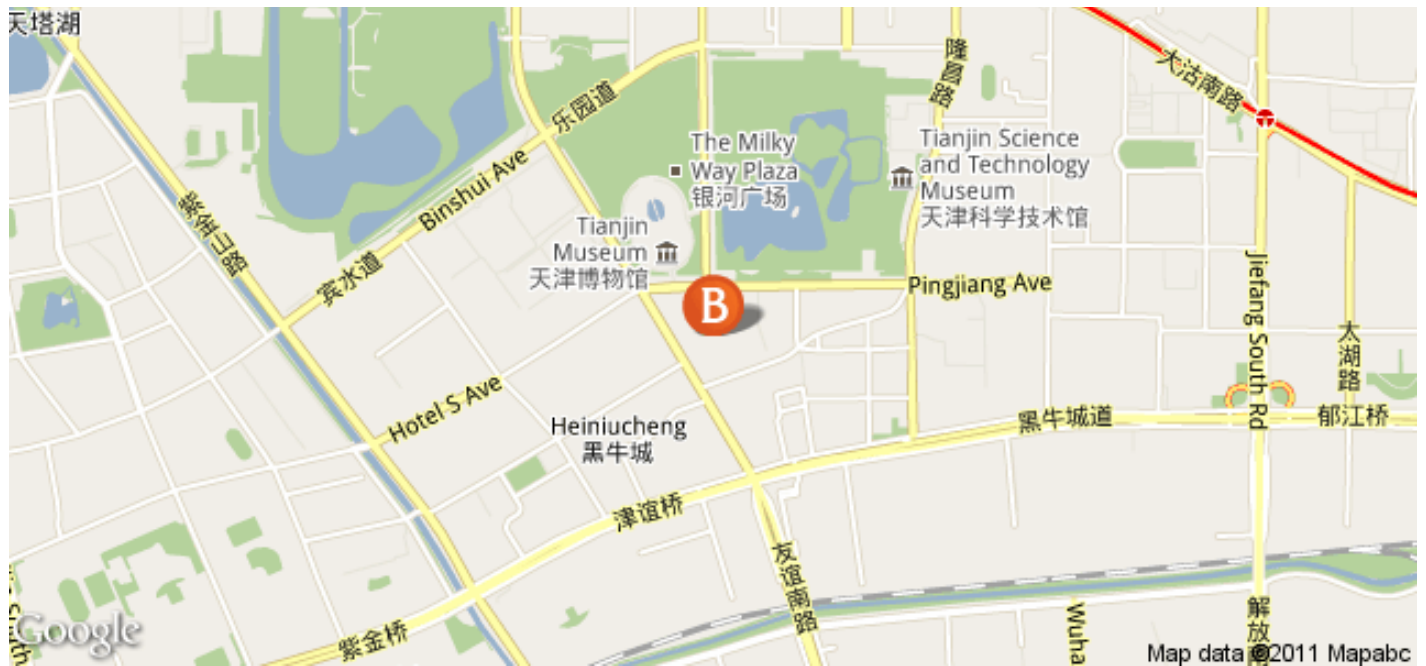 天塔湖
隆昌路
大沽南路
乐园道
The Milky
Way Plaza
银河广场
Tianjin Science
and Technology
Museum
天津科学技术馆
Binshui Ave
紫金山路
宾水道
Tianjin
Museum
天津博物馆
B
Pingjiang Ave
Jiefang South Rd
太湖路
Hotel S Ave
Heiniucheng
黑牛城
黑牛城道
郁江桥
津谊桥
友谊南路
紫金桥
Wuha
解放
South
Google
Map data ©2011 Mapabc